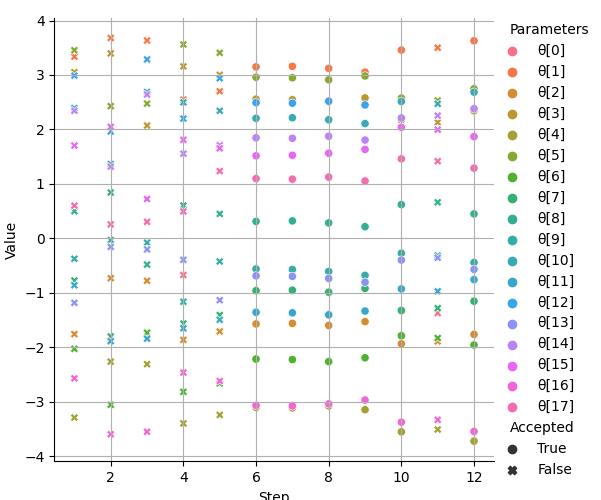 Parameters
θ[0]
θ[1]
θ[2]
θ[3]
θ[4]
θ[5]
θ[6]
θ[7]
θ[8]
θ[9]
θ[10]
θ[11]
θ[12]
θ[13]
θ[14]
θ[15]
θ[16]
θ[17]
Accepted
True
False
Value
4
3
2
1
0
−1
−2
−3
−4
2 4 6 8 10 12
Step